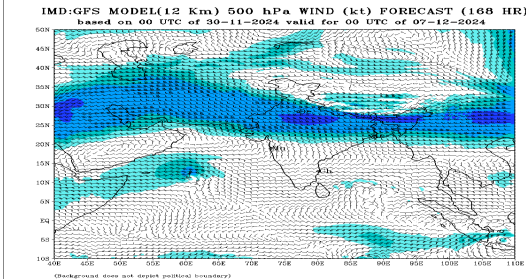 IMD:GFS MODEL(12 Km) 500 hPa WIND (kt) FORECAST (168 HR)
based on 00 UTC of 30-11-2024 valid for 00 UTC of 07-12-2024
50N
45N
40N
35N
30N
25N
20N
15N
10N
5N
EQ
5S
10S
40E 45E 50E 55E 60E 65E 70E 75E 80E 85E 90E 95E 100E 105E 110E
(Background does not depict political boundary)